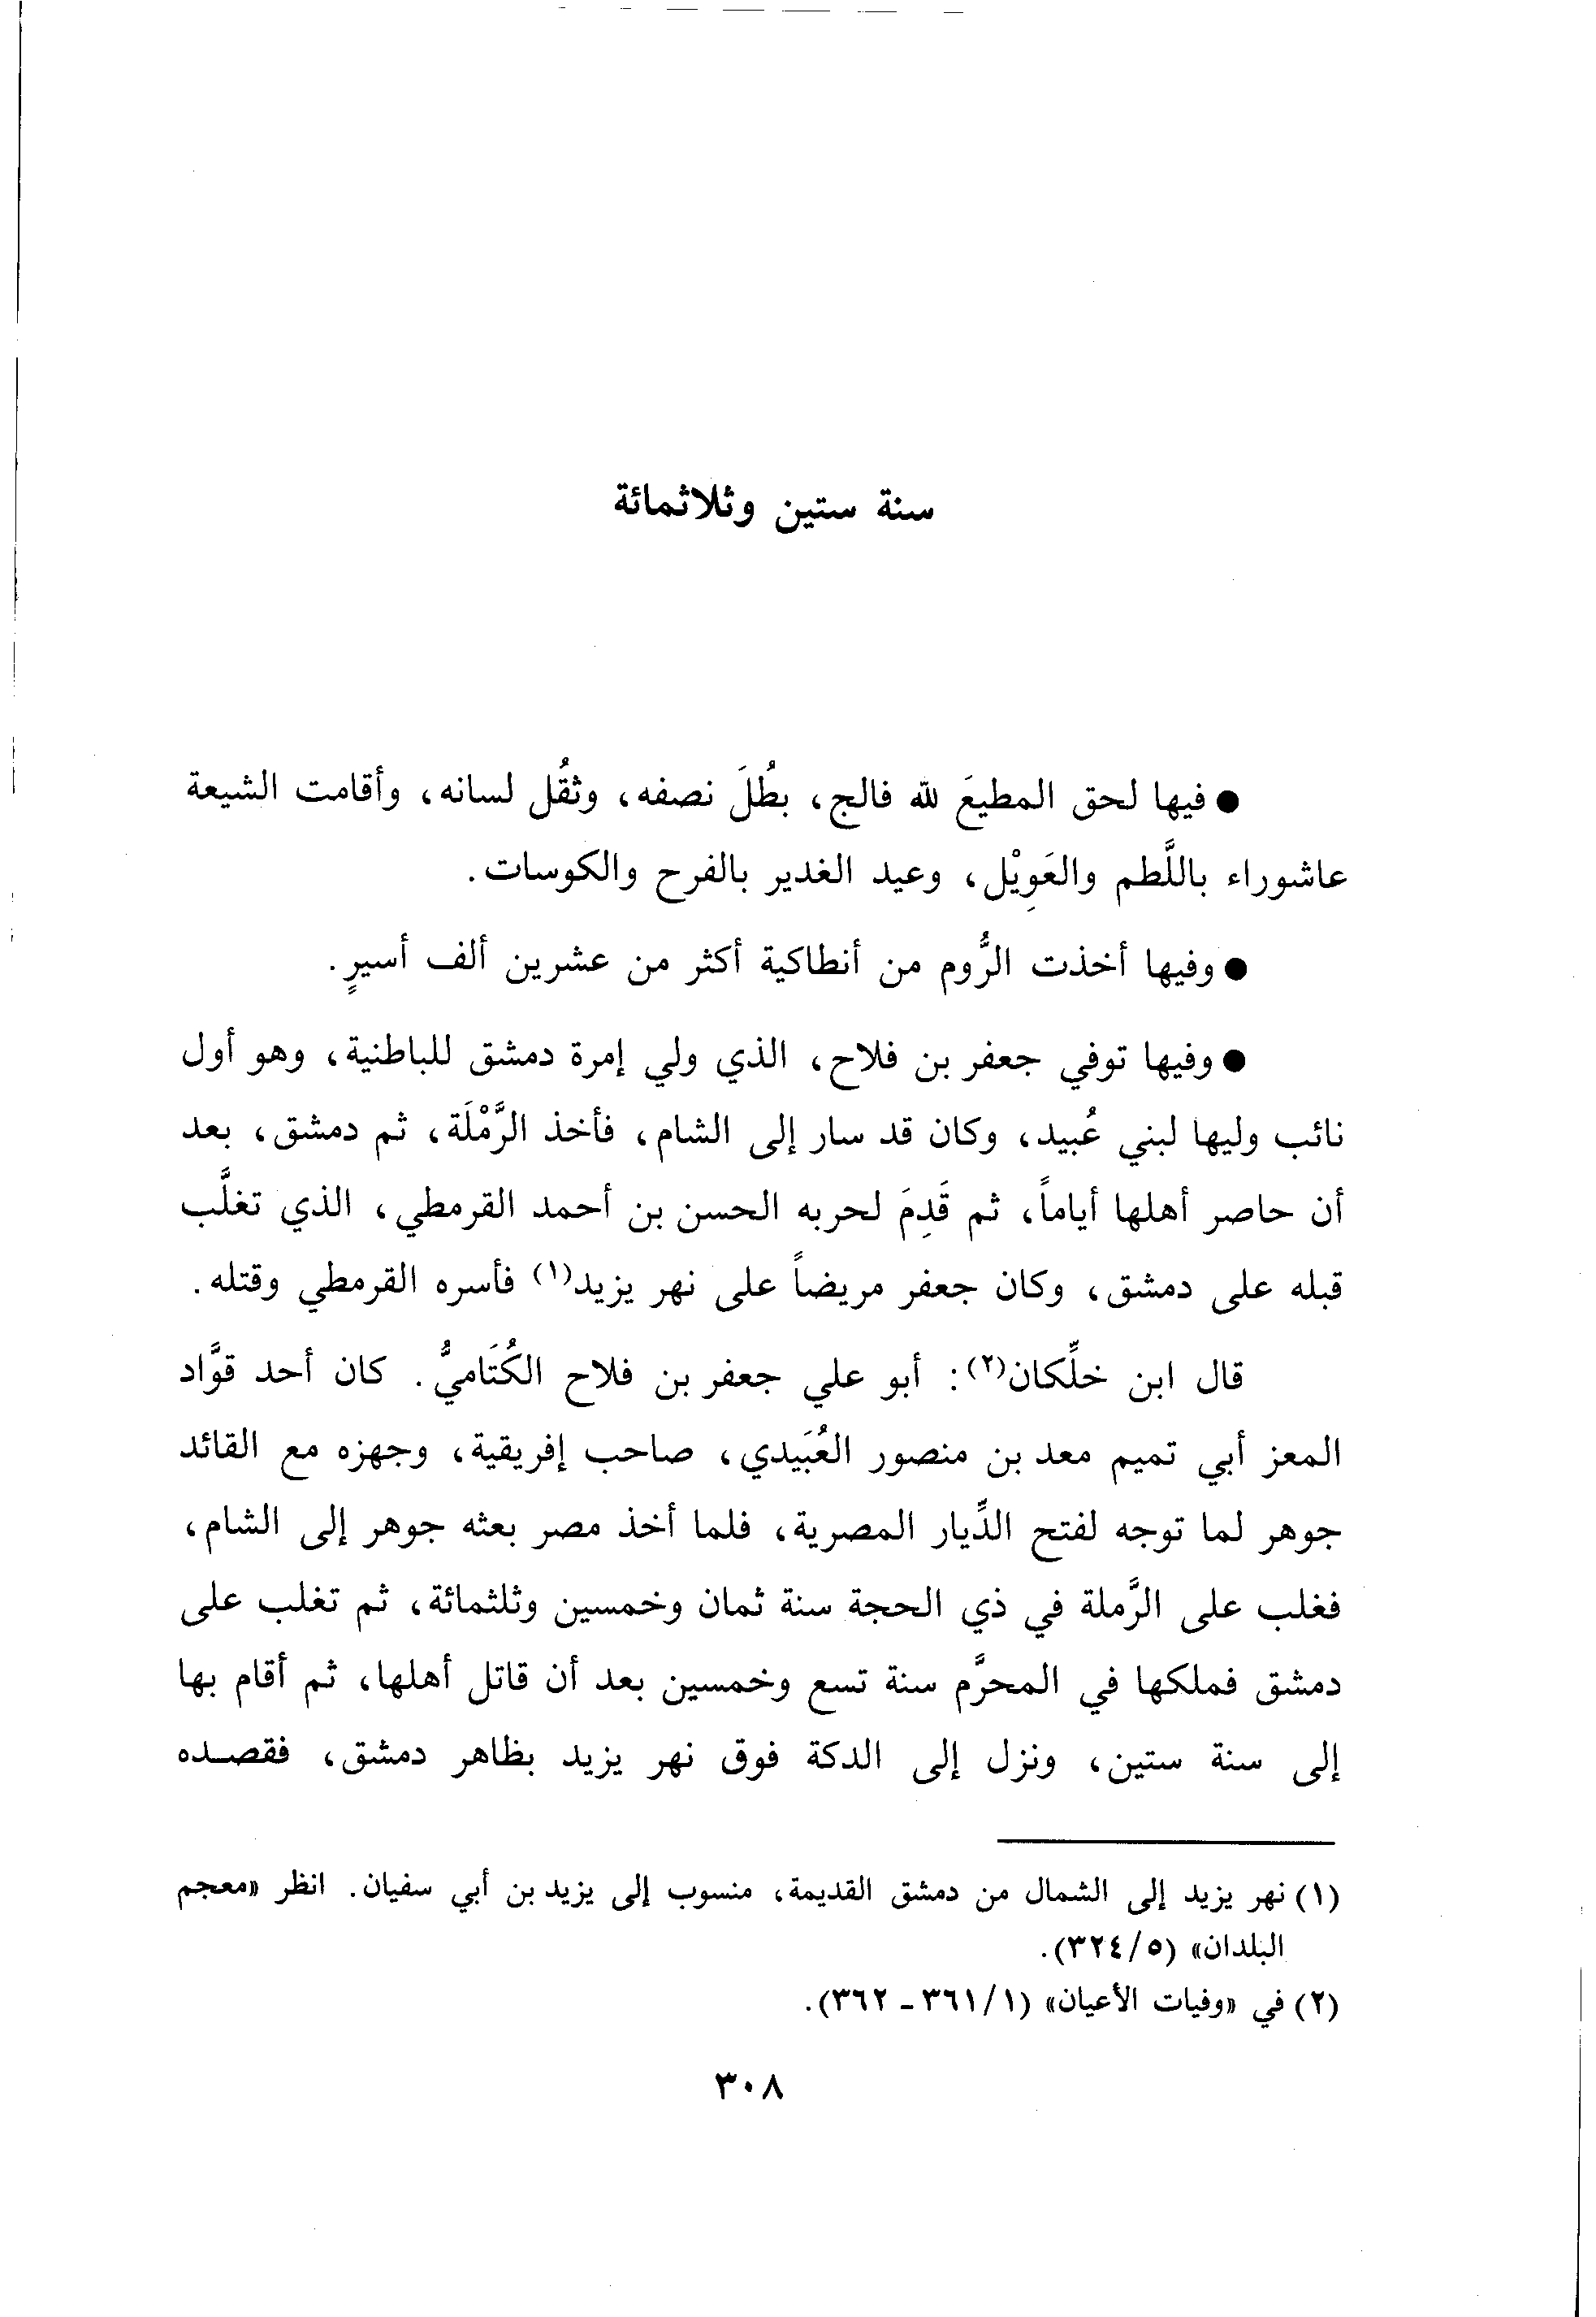 سنة ستين وثلاثمائة
● فيها لحق المطيعَ لله فالج، بطُلَ نصفه، وثقُل لسانه، وأقامت الشيعة
عاشوراء باللَّطم والعَوِيْل، وعيد الغدير بالفرح والكوسات.
● وفيها أخذت الرُّوم من أنطاكية أكثر من عشرين ألف أسيرٍ.
● وفيها توفي جعفر بن فلاح، الذي ولي إمرة دمشق للباطنية، وهو أول
نائب وليها لبني عُبيد، وكان قد سار إلى الشام، فأخذ الرَّمْلَة، ثم دمشق، بعد
أن حاصر أهلها أياماً، ثم قَدِمَ لحربه الحسن بن أحمد القرمطي، الذي تغلَّب
قبله على دمشق، وكان جعفر مريضاً على نهر يزيد(١) فأسره القرمطي وقتله.
قال ابن خلِّكان(٢): أبو علي جعفر بن فلاح الكُتَاميُّ. كان أحد قوَّاد
المعز أبي تميم معد بن منصور العُبَيدي، صاحب إفريقية، وجهزه مع القائد
جوهر لما توجه لفتح الدِّيار المصرية، فلما أخذ مصر بعثه جوهر إلى الشام،
فغلب على الرَّملة في ذي الحجة سنة ثمان وخمسين وثلثمائة، ثم تغلب على
دمشق فملكها في المحرَّم سنة تسع وخمسين بعد أن قاتل أهلها، ثم أقام بها
إلى سنة ستين، ونزل إلى الدكة فوق نهر يزيد بظاهر دمشق، فقصده
(١) نهر يزيد إلى الشمال من دمشق القديمة، منسوب إلى يزيد بن أبي سفيان. انظر «معجم
البلدان» (٥/٣٢٤).
(٢) في «وفيات الأعيان» (١/٣٦١ - ٣٦٢).
٣٠٨